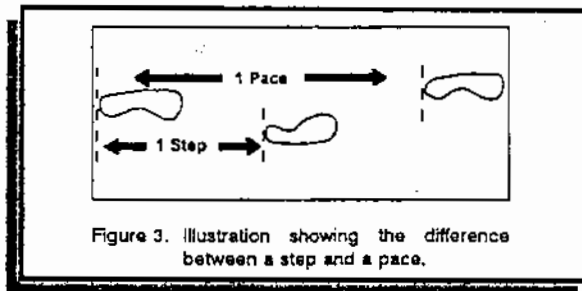 1 Pace
1 Step
Figure 3. Illustration showing the difference
between a step and a pace.